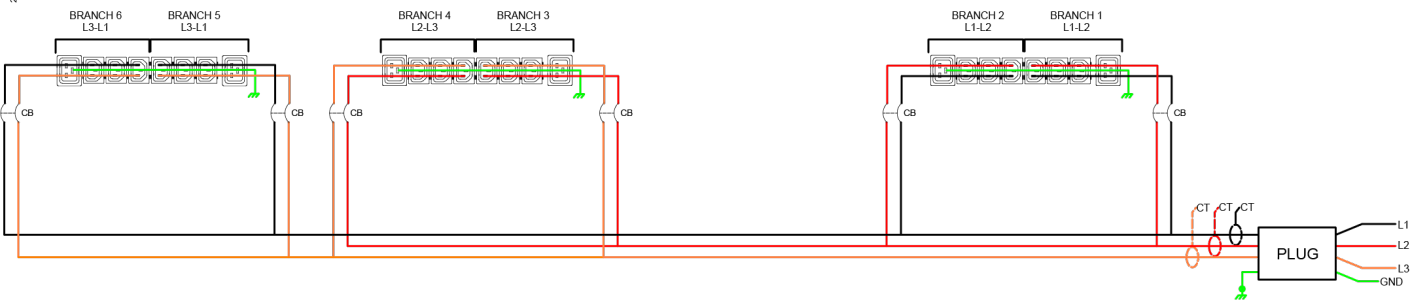 BRANCH 6
L3-L1
BRANCH 5
L3-L1
BRANCH 4
L2-L3
BRANCH 3
L2-L3
BRANCH 2
L1-L2
BRANCH 1
L1-L2
CB
CB
CB
CB
CB
CB
CT
CT
CT
PLUG
L1
L2
L3
GND